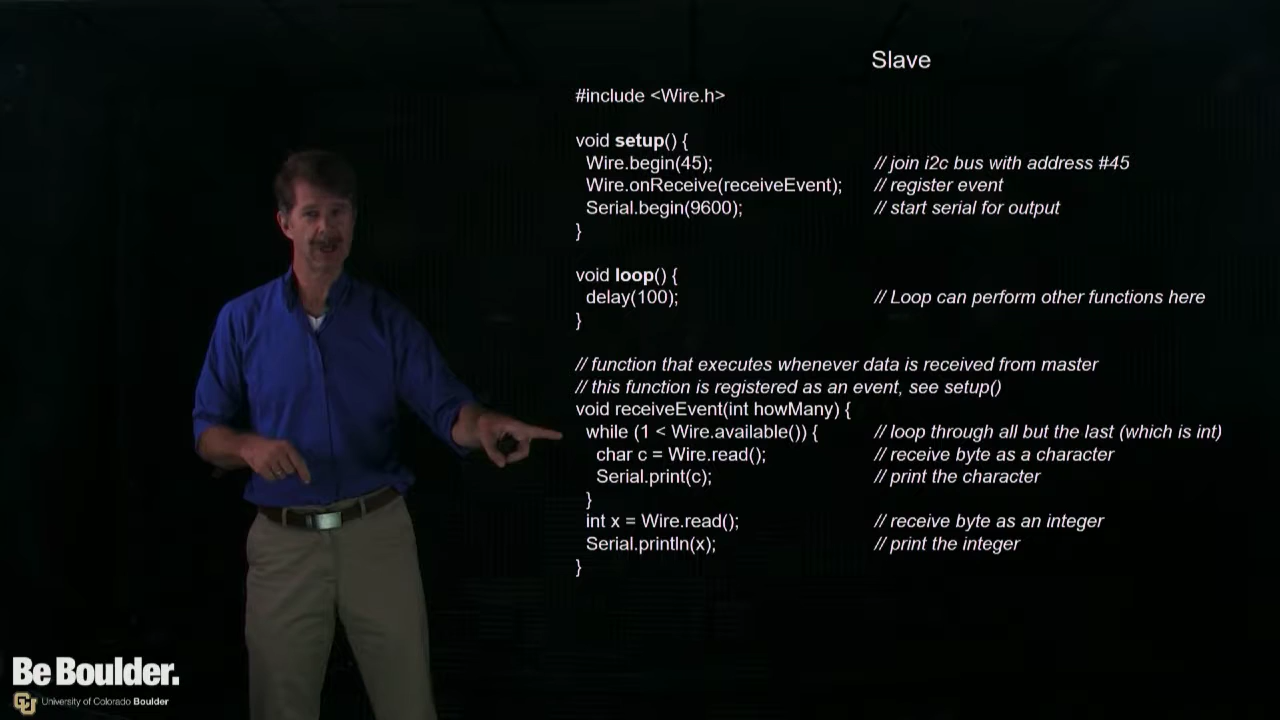 Slave
#include <Wire.h>
void setup() {
Wire.begin(45); // join i2c bus with address #45
Wire.onReceive(receiveEvent); // register event
Serial.begin(9600); // start serial for output
}
void loop() {
delay(100); // Loop can perform other functions here
}
// function that executes whenever data is received from master
// this function is registered as an event, see setup()
void receiveEvent(int howMany) {
while (1 < Wire.available()) { // loop through all but the last (which is int)
char c = Wire.read(); // receive byte as a character
Serial.print(c); // print the character
}
int x = Wire.read(); // receive byte as an integer
Serial.println(x); // print the integer
}
Be Boulder.
CU University of Colorado Boulder